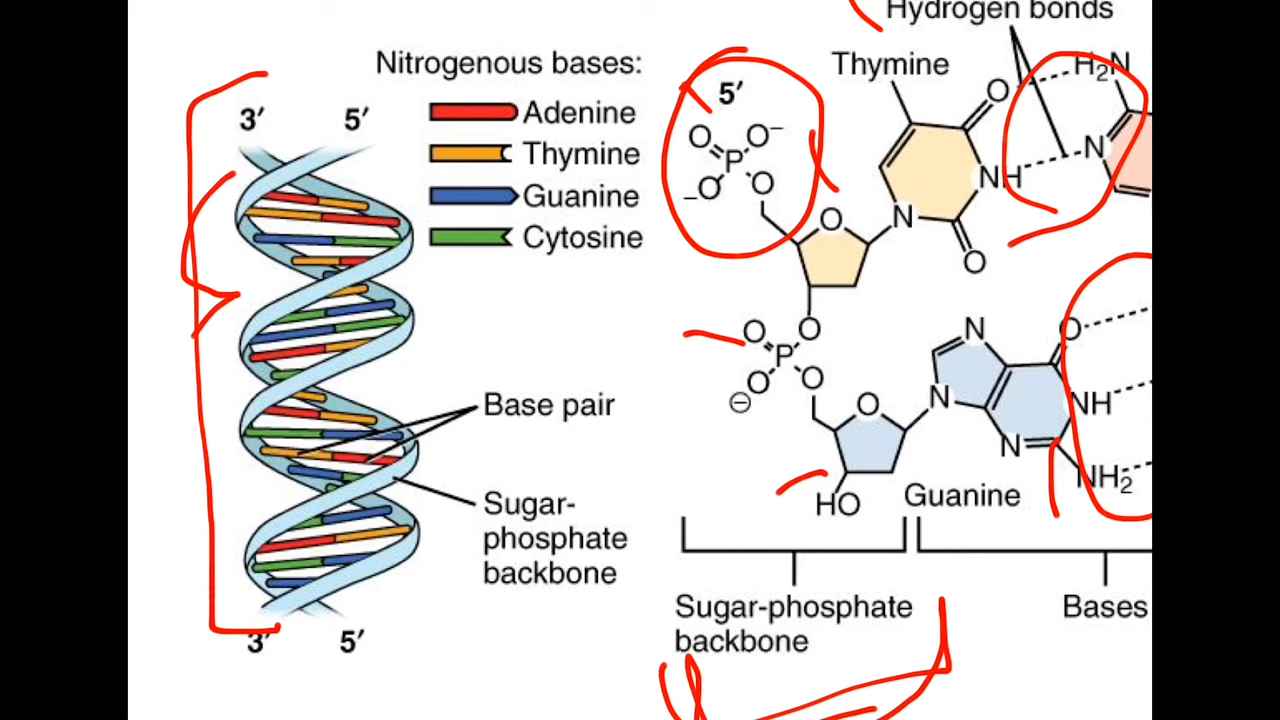 Hydrogen bonds
Nitrogenous bases:
Adenine
Thymine
Guanine
Cytosine
3′ 5′
Base pair
Sugar-
phosphate
backbone
3′ 5′
5′
Thymine
O
H₂N
O O⁻
P
⁻O O
NH
N
N
O
O
O
O
P
O
O
⊖
N
O
NH
N
N
NH₂
O
HO
Guanine
Sugar-phosphate
backbone
Bases